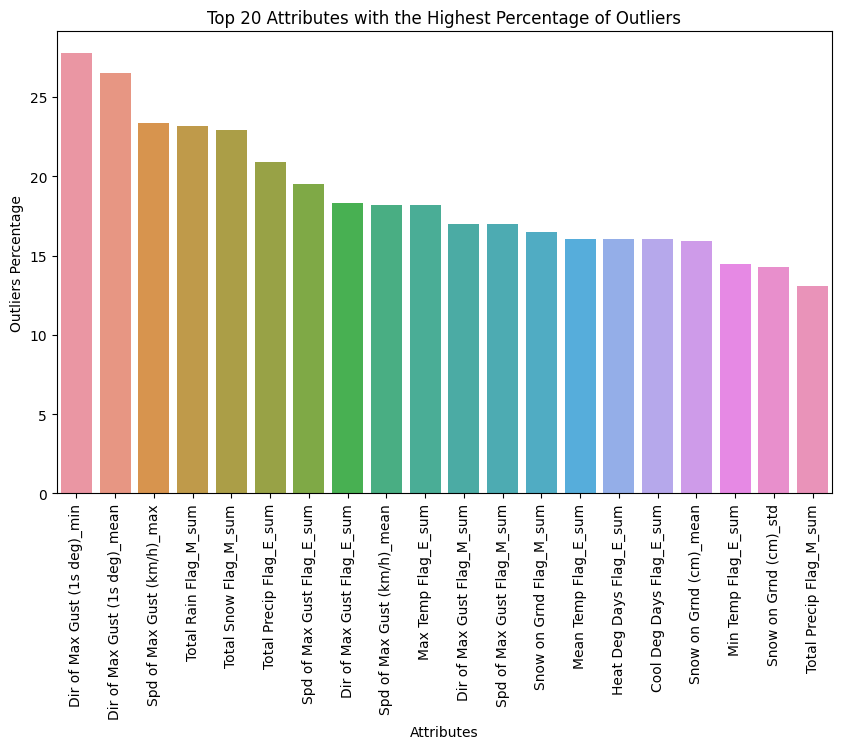 Top 20 Attributes with the Highest Percentage of Outliers
Outliers Percentage
25
20
15
10
5
0
Dir of Max Gust (1s deg)_min
Dir of Max Gust (1s deg)_mean
Spd of Max Gust (km/h)_max
Total Rain Flag_M_sum
Total Snow Flag_M_sum
Total Precip Flag_E_sum
Spd of Max Gust Flag_E_sum
Dir of Max Gust Flag_E_sum
Spd of Max Gust (km/h)_mean
Max Temp Flag_E_sum
Dir of Max Gust Flag_M_sum
Spd of Max Gust Flag_M_sum
Snow on Grnd Flag_M_sum
Mean Temp Flag_E_sum
Heat Deg Days Flag_E_sum
Cool Deg Days Flag_E_sum
Snow on Grnd (cm)_mean
Min Temp Flag_E_sum
Snow on Grnd (cm)_std
Total Precip Flag_M_sum
Attributes